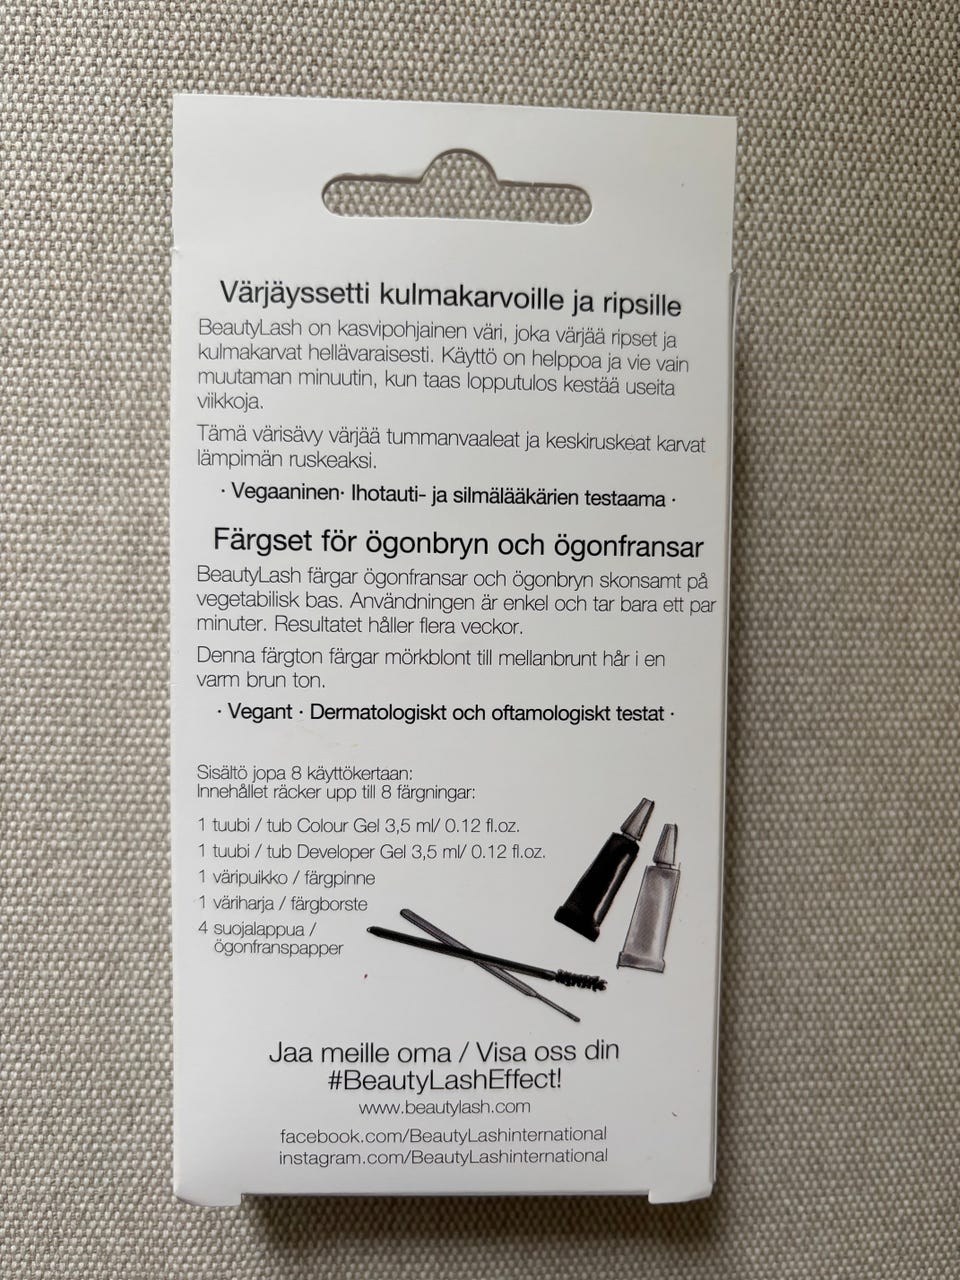 Värjäyssetti kulmakarvoille ja ripsille
BeautyLash on kasvipohjainen väri, joka värjää ripset ja
kulmakarvat hellävaraisesti. Käyttö on helppoa ja vie vain
muutaman minuutin, kun taas lopputulos kestää useita
viikkoja.
Tämä värisävy värjää tummanvaaleat ja keskiruskeat karvat
lämpimän ruskeaksi.
· Vegaaninen· Ihotauti- ja silmälääkärien testaama ·
Färgset för ögonbryn och ögonfransar
BeautyLash färgar ögonfransar och ögonbryn skonsamt på
vegetabilisk bas. Användningen är enkel och tar bara ett par
minuter. Resultatet håller flera veckor.
Denna färgton färgar mörkblont till mellanbrunt hår i en
varm brun ton.
· Vegant · Dermatologiskt och oftamologiskt testat ·
Sisältö jopa 8 käyttökertaan:
Innehållet räcker upp till 8 färgningar:
1 tuubi / tub Colour Gel 3,5 ml/ 0.12 fl.oz.
1 tuubi / tub Developer Gel 3,5 ml/ 0.12 fl.oz.
1 väripuikko / färgpinne
1 väriharja / färgborste
4 suojalappua /
ögonfranspapper
Jaa meille oma / Visa oss din
#BeautyLashEffect!
www.beautylash.com
facebook.com/BeautyLashinternational
instagram.com/BeautyLashinternational